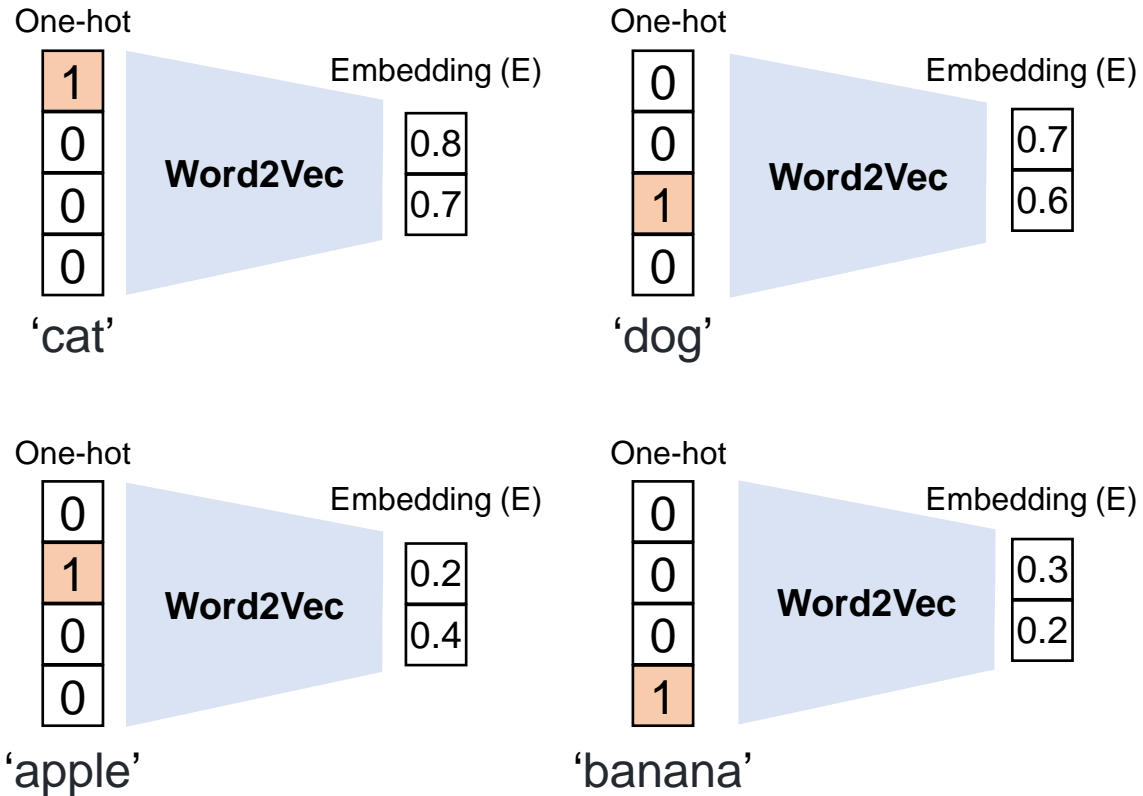 One-hot
Embedding (E)
1
0
0
0
Word2Vec
0.8
0.7
‘cat’
One-hot
Embedding (E)
0
0
1
0
Word2Vec
0.7
0.6
‘dog’
One-hot
Embedding (E)
0
1
0
0
Word2Vec
0.2
0.4
‘apple’
One-hot
Embedding (E)
0
0
0
1
Word2Vec
0.3
0.2
‘banana’